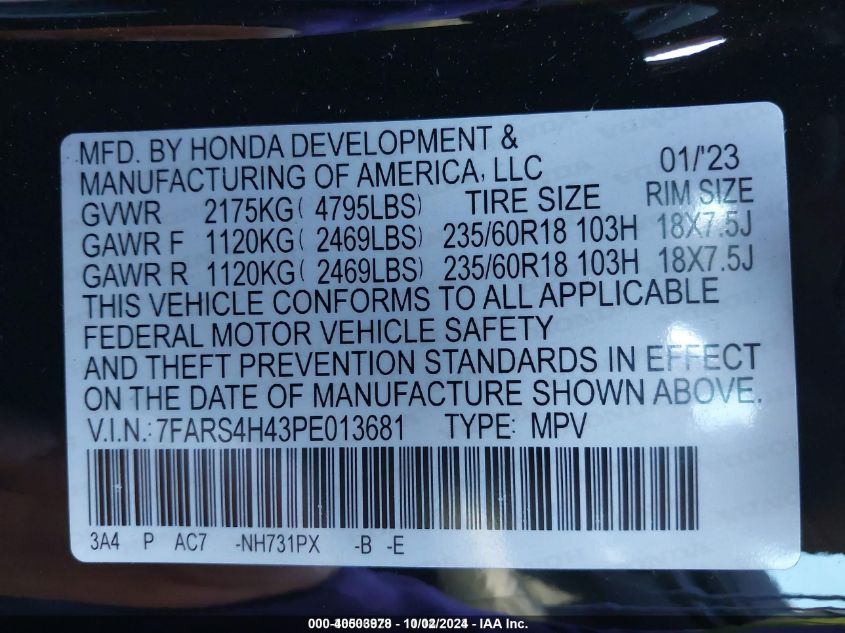 MFD. BY HONDA DEVELOPMENT &
MANUFACTURING OF AMERICA, LLC 01/'23
GVWR 2175KG( 4795LBS) TIRE SIZE RIM SIZE
GAWR F 1120KG( 2469LBS) 235/60R18 103H 18X7.5J
GAWR R 1120KG( 2469LBS) 235/60R18 103H 18X7.5J
THIS VEHICLE CONFORMS TO ALL APPLICABLE
FEDERAL MOTOR VEHICLE SAFETY
AND THEFT PREVENTION STANDARDS IN EFFECT
ON THE DATE OF MANUFACTURE SHOWN ABOVE.
V.I.N.: 7FARS4H43PE013681 TYPE: MPV
3A4 P AC7 -NH731PX -B -E
- IAA Inc.